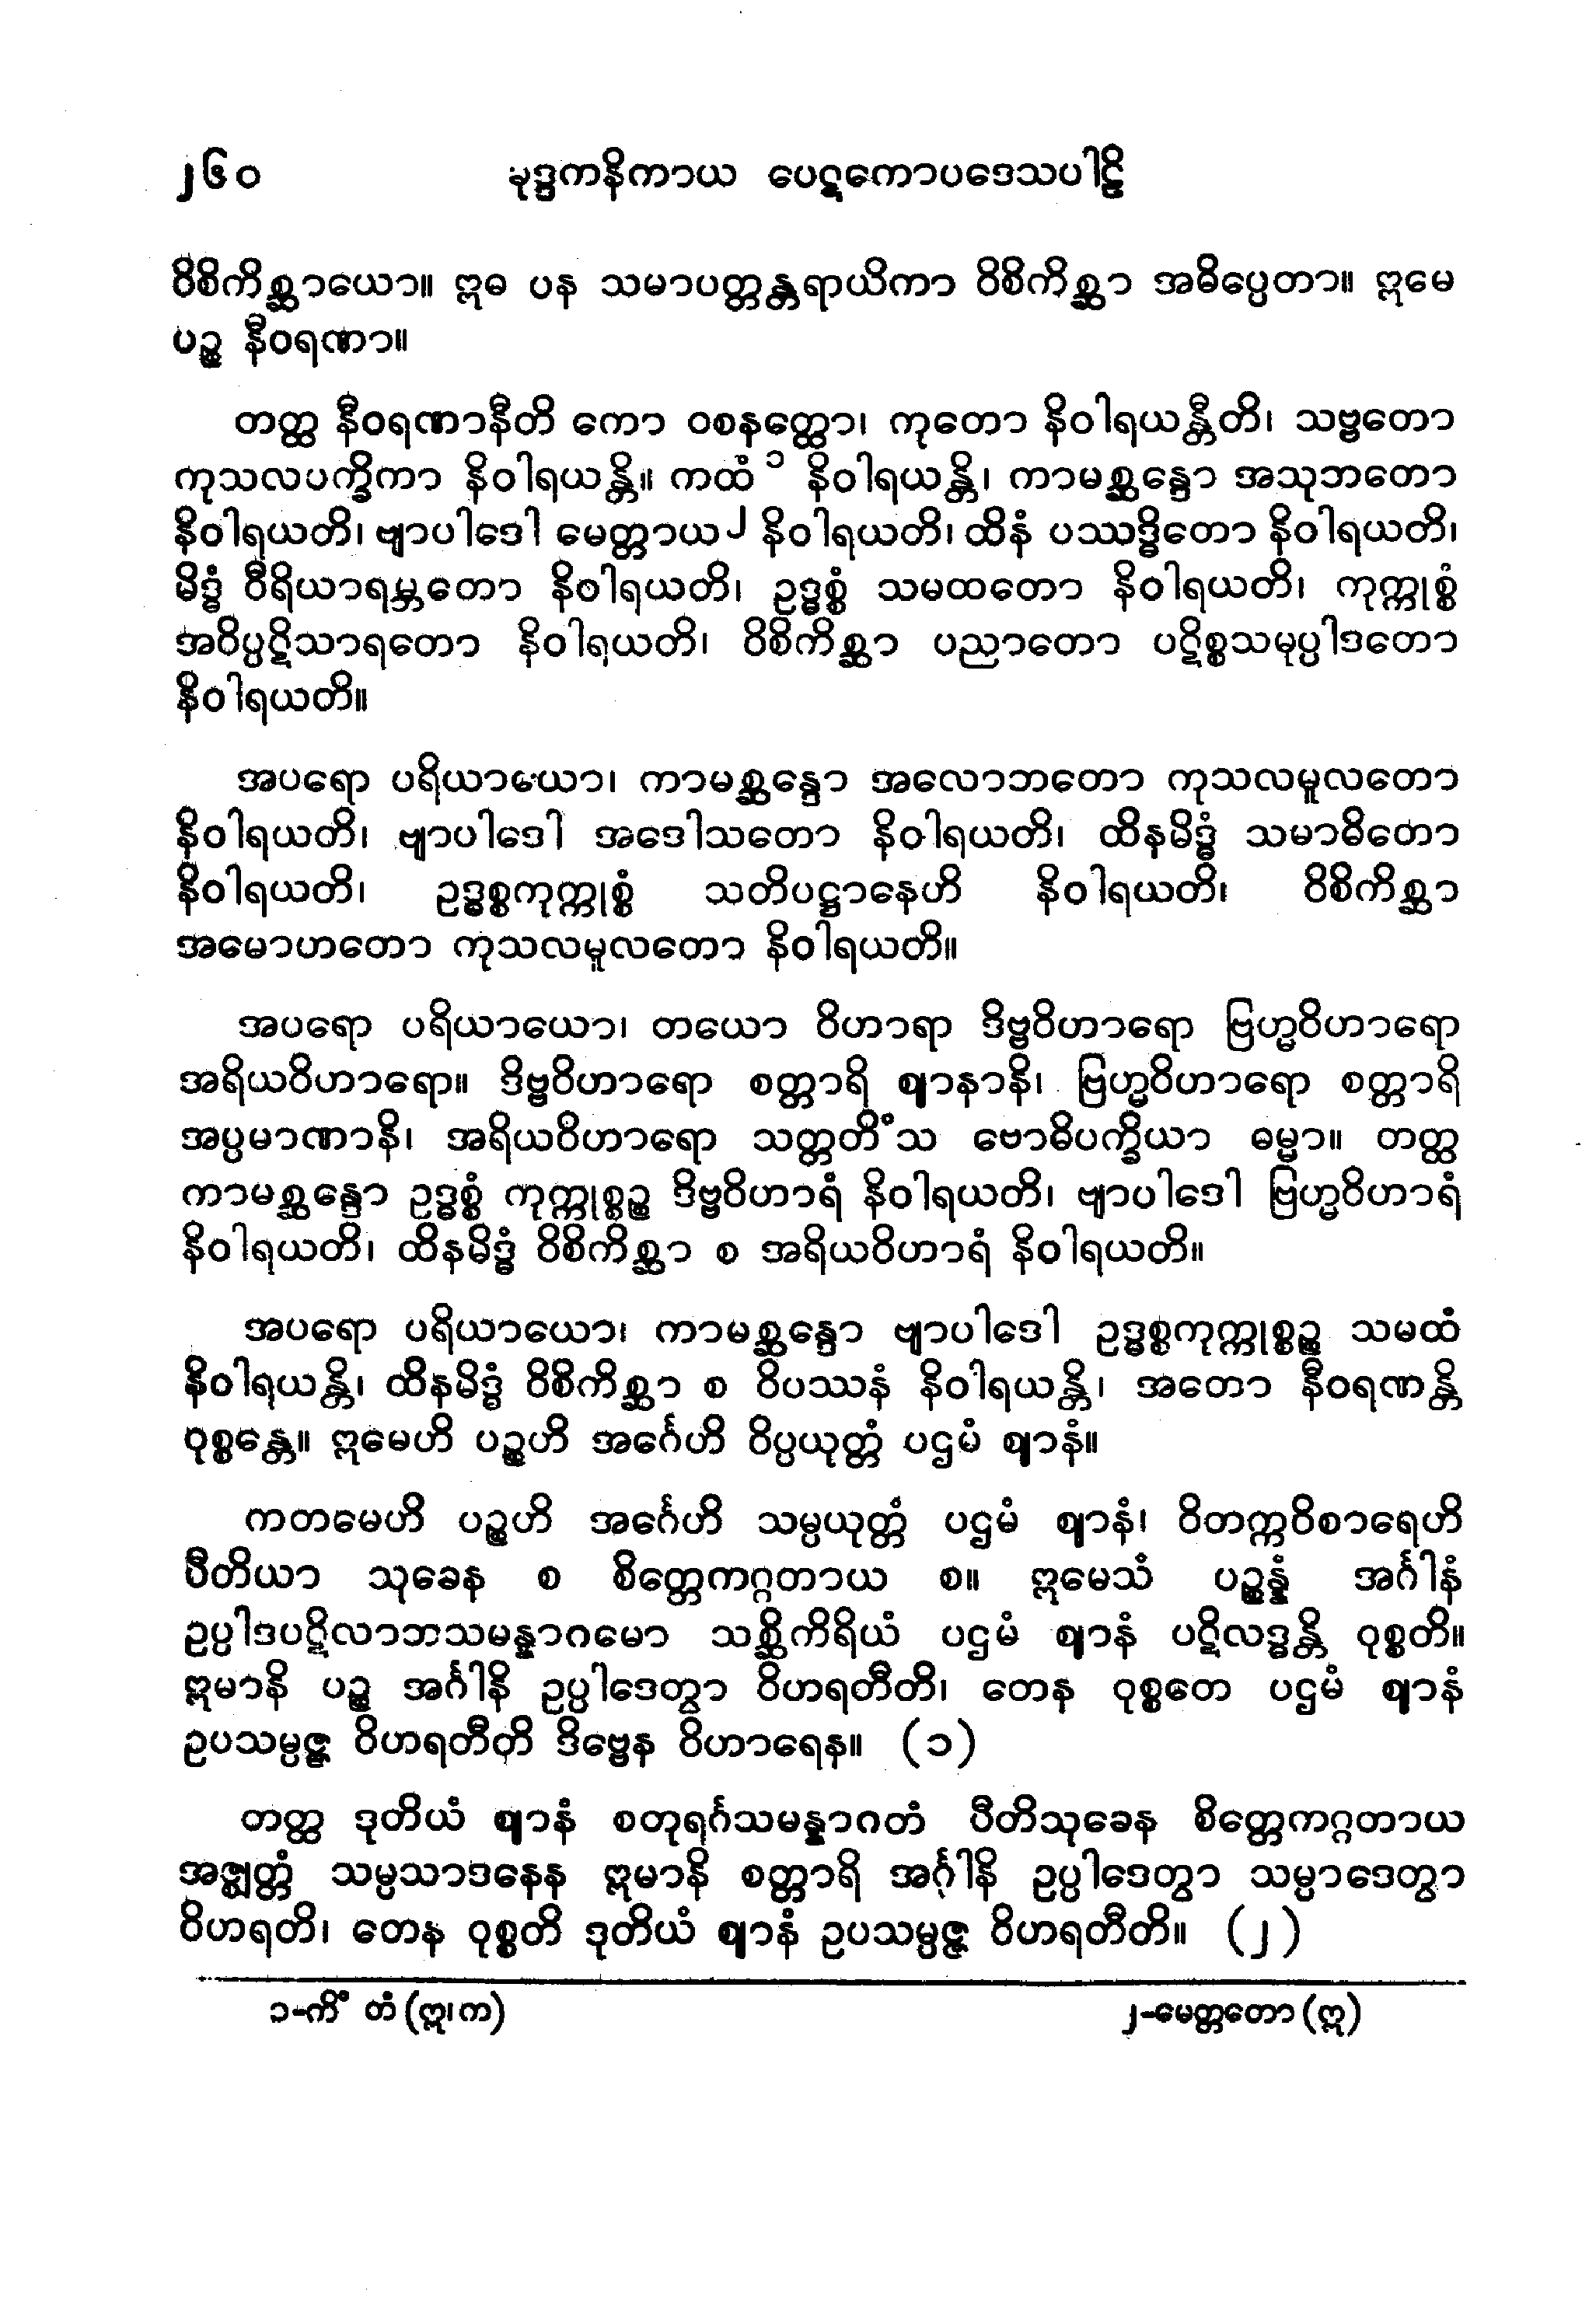 ၂၆၀ ခုဒ္ဒကနိကာယ ပေဋကောပဒေသပါဠိ
ဝိစိကိစ္ဆာယော။ ဣဓ ပန သမာပတ္တန္တရာယိကာ ဝိစိကိစ္ဆာ အဓိပ္ပေတာ။ ဣမေ
ပဉ္စ နီဝရဏာ။
တတ္ထ နီဝရဏာနီတိ ကော ဝစနတ္ထော၊ ကုတော နိဝါရယန္တီတိ၊ သဗ္ဗတော
ကုသလပက္ခိကာ နိဝါရယန္တိ။ ကထံ ၁ နိဝါရယန္တိ၊ ကာမစ္ဆန္ဒော အသုဘတော
နိဝါရယတိ၊ ဗျာပါဒေါ မေတ္တာယ ၂ နိဝါရယတိ၊ ထိနံ ပဿဒ္ဓိတော နိဝါရယတိ၊
မိဒ္ဓံ ဝီရိယာရမ္ဘတော နိဝါရယတိ၊ ဥဒ္ဓစ္စံ သမထတော နိဝါရယတိ၊ ကုက္ကုစ္စံ
အဝိပ္ပဋိသာရတော နိဝါရယတိ၊ ဝိစိကိစ္ဆာ ပညာတော ပဋိစ္စသမုပ္ပါဒတော
နိဝါရယတိ။
အပရော ပရိယာယော၊ ကာမစ္ဆန္ဒော အလောဘတော ကုသလမူလတော
နိဝါရယတိ၊ ဗျာပါဒေါ အဒေါသတော နိဝါရယတိ၊ ထိနမိဒ္ဓံ သမာဓိတော
နိဝါရယတိ၊ ဥဒ္ဓစ္စကုက္ကုစ္စံ သတိပဋ္ဌာနေဟိ နိဝါရယတိ၊ ဝိစိကိစ္ဆာ
အမောဟတော ကုသလမူလတော နိဝါရယတိ။
အပရော ပရိယာယော၊ တယော ဝိဟာရာ ဒိဗ္ဗဝိဟာရော ဗြဟ္မဝိဟာရော
အရိယဝိဟာရော။ ဒိဗ္ဗဝိဟာရော စတ္တာရိ ဈာနာနိ၊ ဗြဟ္မဝိဟာရော စတ္တာရိ
အပ္ပမာဏာနိ၊ အရိယဝိဟာရော သတ္တတိံသ ဗောဓိပက္ခိယာ ဓမ္မာ။ တတ္ထ
ကာမစ္ဆန္ဒော ဥဒ္ဓစ္စံ ကုက္ကုစ္စဉ္စ ဒိဗ္ဗဝိဟာရံ နိဝါရယတိ၊ ဗျာပါဒေါ ဗြဟ္မဝိဟာရံ
နိဝါရယတိ၊ ထိနမိဒ္ဓံ ဝိစိကိစ္ဆာ စ အရိယဝိဟာရံ နိဝါရယတိ။
အပရော ပရိယာယော၊ ကာမစ္ဆန္ဒော ဗျာပါဒေါ ဥဒ္ဓစ္စကုက္ကုစ္စဉ္စ သမထံ
နိဝါရယန္တိ၊ ထိနမိဒ္ဓံ ဝိစိကိစ္ဆာ စ ဝိပဿနံ နိဝါရယန္တိ၊ အတော နီဝရဏန္တိ
ဝုစ္စန္တေ။ ဣမေဟိ ပဉ္စဟိ အင်္ဂေဟိ ဝိပ္ပယုတ္တံ ပဌမံ ဈာနံ။
ကတမေဟိ ပဉ္စဟိ အင်္ဂေဟိ သမ္ပယုတ္တံ ပဌမံ ဈာနံ၊ ဝိတက္ကဝိစာရေဟိ
ပီတိယာ သုခေန စ စိတ္တေကဂ္ဂတာယ စ။ ဣမေသံ ပဉ္စန္နံ အင်္ဂါနံ
ဥပ္ပါဒပဋိလာဘသမန္နာဂမော သစ္ဆိကိရိယံ ပဌမံ ဈာနံ ပဋိလဒ္ဓန္တိ ဝုစ္စတိ။
ဣမာနိ ပဉ္စ အင်္ဂါနိ ဥပ္ပါဒေတွာ ဝိဟရတီတိ၊ တေန ဝုစ္စတေ ပဌမံ ဈာနံ
ဥပသမ္ပဇ္ဇ ဝိဟရတီတိ ဒိဗ္ဗေန ဝိဟာရေန။ (၁)
တတ္ထ ဒုတိယံ ဈာနံ စတုရင်္ဂသမန္နာဂတံ ပီတိသုခေန စိတ္တေကဂ္ဂတာယ
အဇ္ဈတ္တံ သမ္ပသာဒနေန ဣမာနိ စတ္တာရိ အင်္ဂါနိ ဥပ္ပါဒေတွာ သမ္ပာဒေတွာ
ဝိဟရတိ၊ တေန ဝုစ္စတိ ဒုတိယံ ဈာနံ ဥပသမ္ပဇ္ဇ ဝိဟရတီတိ။ (၂)
၁-ကိံ တံ (ဣ၊ က) ၂-မေတ္တတော (ဣ)